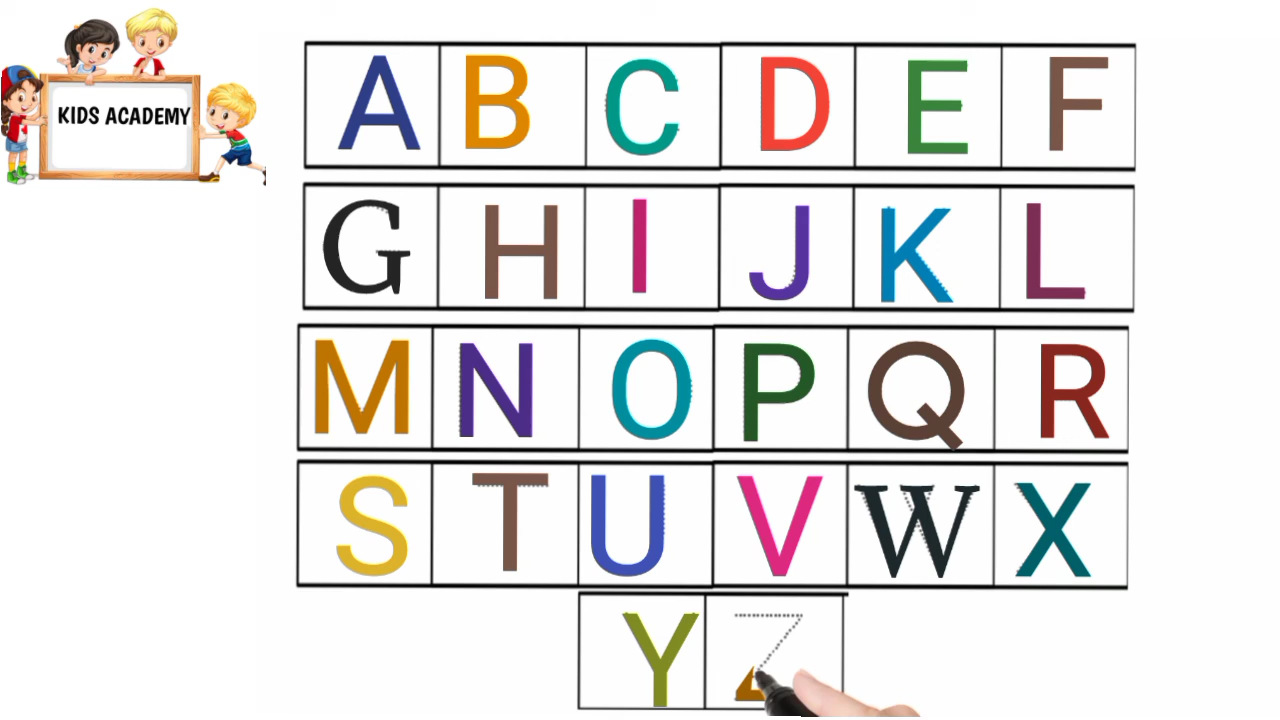 KIDS ACADEMY
A B C D E F
G H I J K L
M N O P Q R
S T U V W X
Y Z